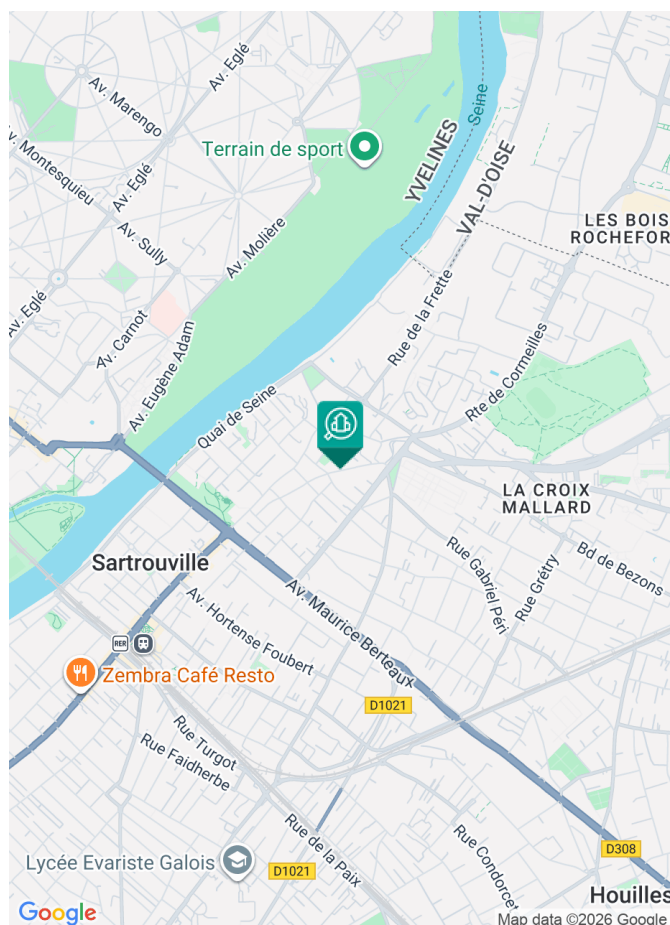 Av. Eglé
Av. Marengo
Seine
Terrain de sport
YVELINES
VAL-D'OISE
Av. Montesquieu
Av. Eglé
LES BOIS
ROCHEFOR
Av. Sully
Av. Molière
Av. Eglé
Av. Carnot
Rue de la Frette
Av. Eugène Adam
Rte de Cormeilles
Quai de Seine
LA CROIX
MALLARD
Sartrouville
Rue Gabriel Péri
Rue Grétry
Bd de Bezons
Av. Maurice Berteaux
Av. Hortense Foubert
RER
Zembra Café Resto
D1021
Rue Turgot
Rue Faidherbe
Rue de la Paix
Rue Condorcet
D308
Lycée Evariste Galois
D1021
Houilles
Google
Map data ©2026 Google